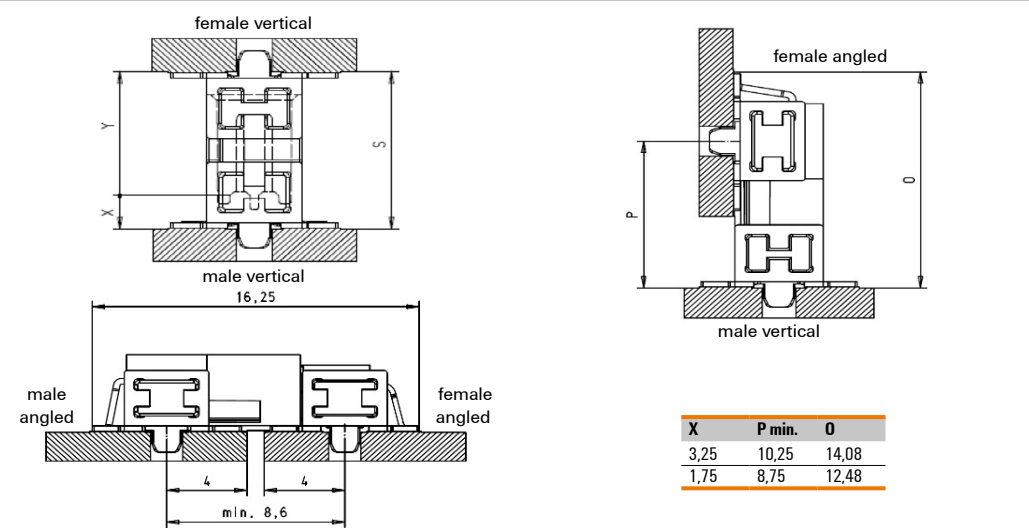 female vertical
Y
X
S
male vertical
female angled
P
O
male vertical
16,25
male
angled
female
angled
4
4
min. 8,6
X P min. O
3,25 10,25 14,08
1,75 8,75 12,48